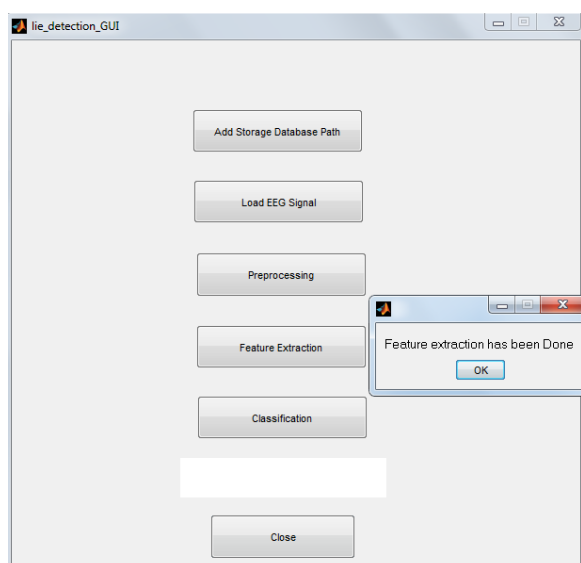 lie_detection_GUI
Add Storage Database Path
Load EEG Signal
Preprocessing
Feature Extraction
Feature extraction has been Done
OK
Classification
Close